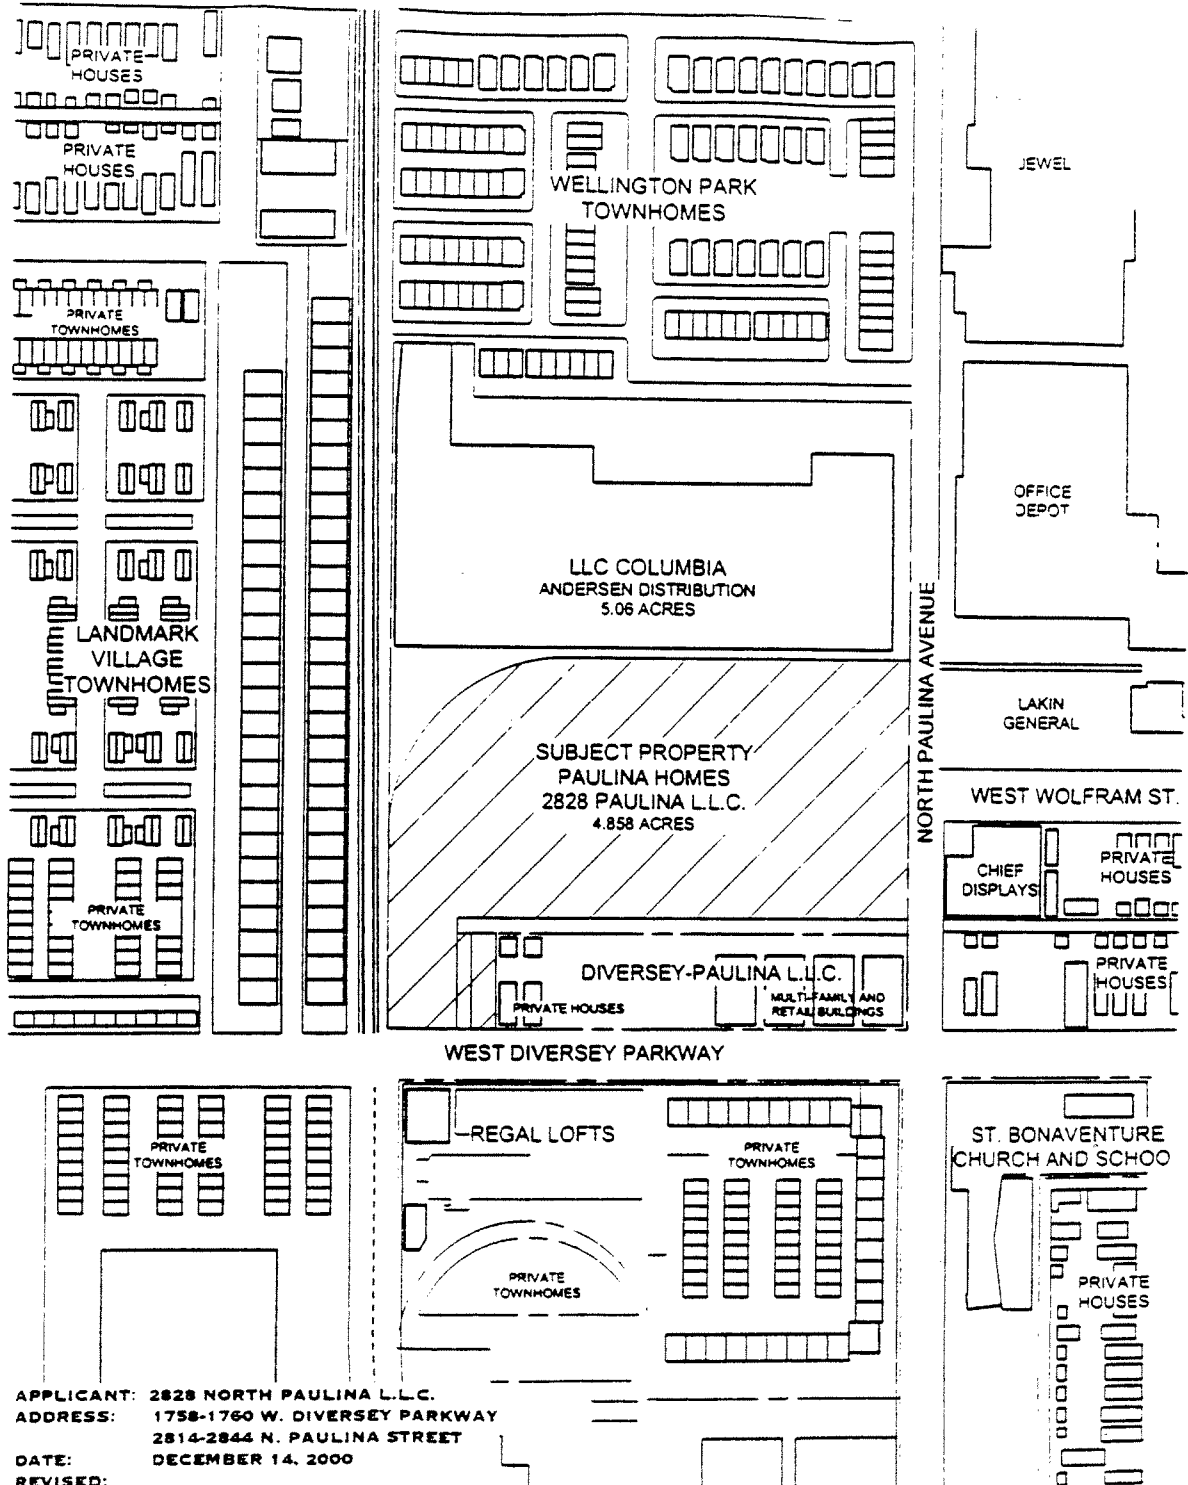 PRIVATE
HOUSES
PRIVATE
HOUSES
WELLINGTON PARK
TOWNHOMES
JEWEL
PRIVATE
TOWNHOMES
OFFICE
DEPOT
LLC COLUMBIA
ANDERSEN DISTRIBUTION
5.06 ACRES
NORTH PAULINA AVENUE
LANDMARK
VILLAGE
TOWNHOMES
LAKIN
GENERAL
SUBJECT PROPERTY
PAULINA HOMES
2828 PAULINA L.L.C.
4.858 ACRES
WEST WOLFRAM ST.
CHIEF
DISPLAYS
PRIVATE
HOUSES
PRIVATE
TOWNHOMES
DIVERSEY-PAULINA L.L.C.
PRIVATE HOUSES
MULTI-FAMILY AND
RETAIL BUILDINGS
PRIVATE
HOUSES
WEST DIVERSEY PARKWAY
REGAL LOFTS
PRIVATE
TOWNHOMES
PRIVATE
TOWNHOMES
ST. BONAVENTURE
CHURCH AND SCHOO
PRIVATE
TOWNHOMES
PRIVATE
HOUSES
APPLICANT: 2828 NORTH PAULINA L.L.C.
ADDRESS: 1758-1760 W. DIVERSEY PARKWAY
2814-2844 N. PAULINA STREET
DATE: DECEMBER 14, 2000
REVISED: